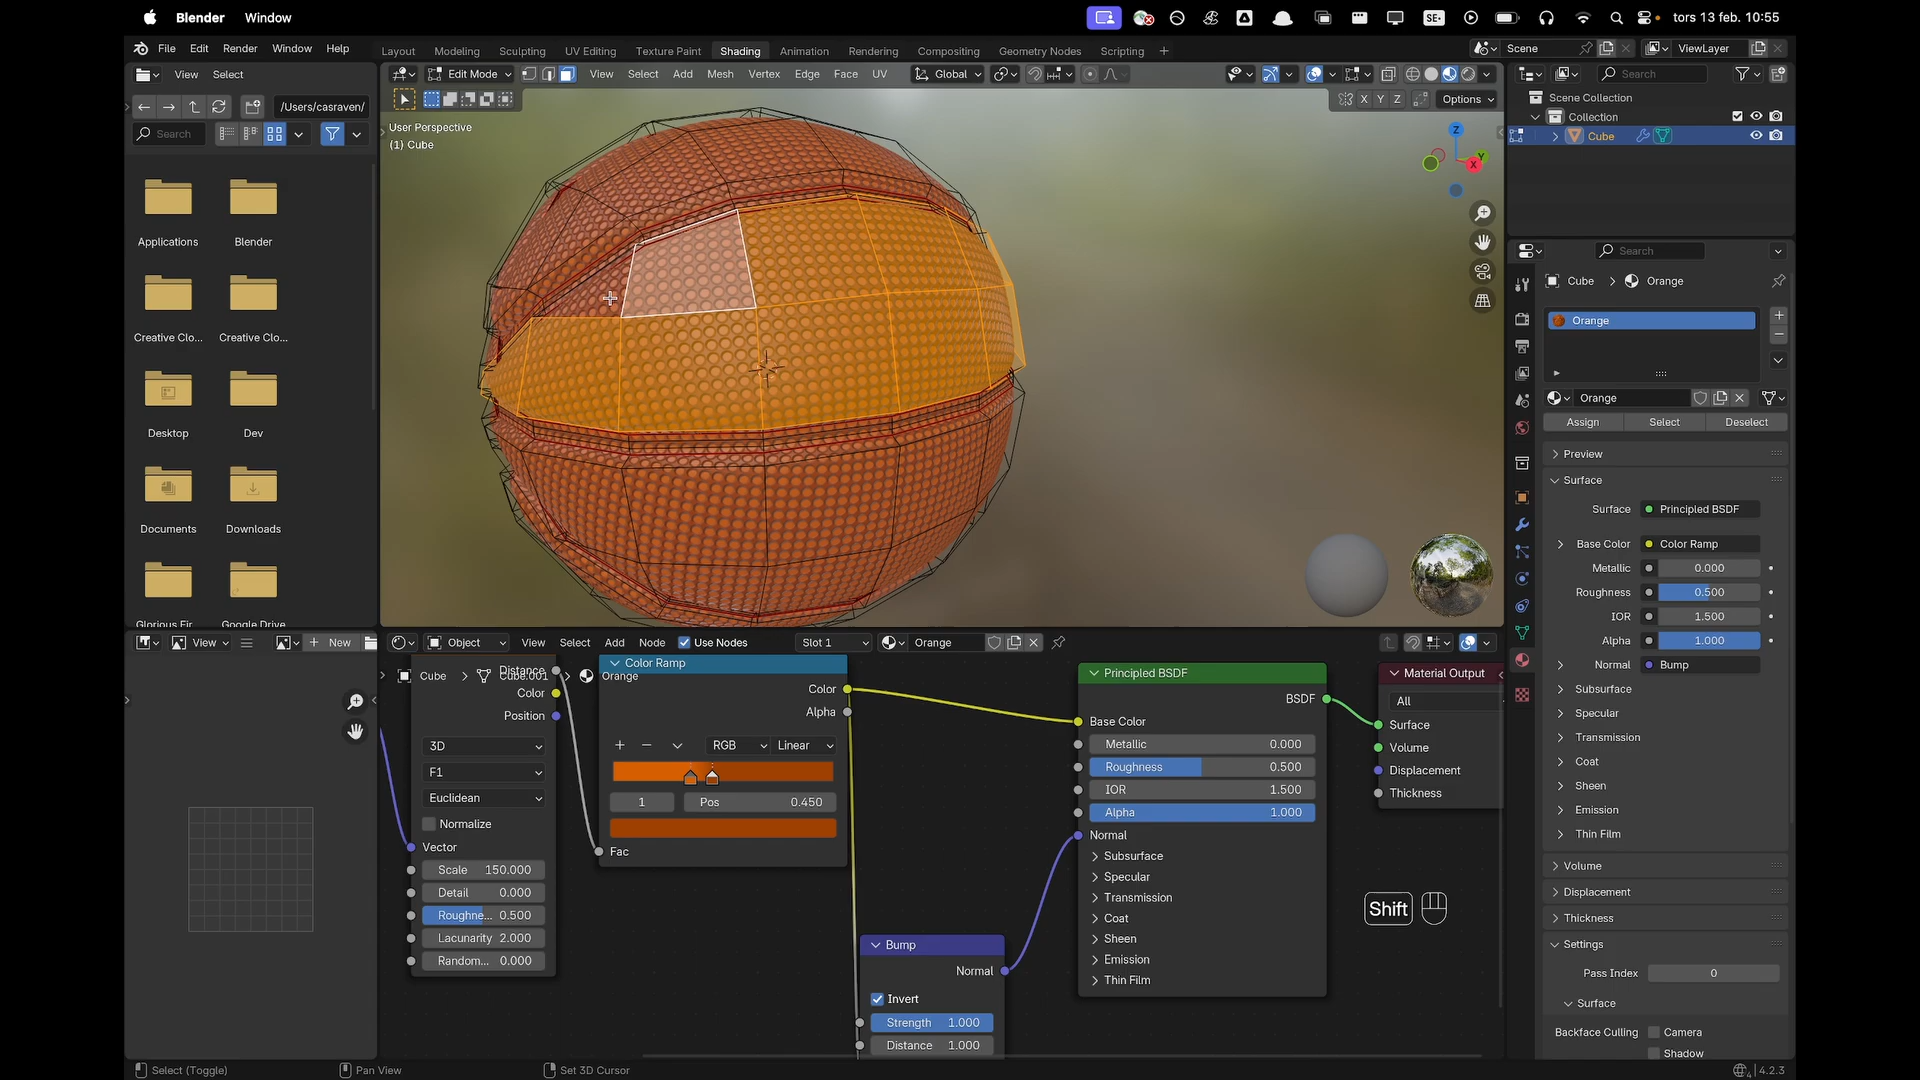 Blender Window
SE
tors 13 feb. 10:55
File Edit Render Window Help
Layout Modeling Sculpting UV Editing Texture Paint Shading Animation Rendering Compositing Geometry Nodes Scripting
Scene
ViewLayer
View Select
Edit Mode
View Select Add Mesh Vertex Edge Face UV
Global
Search
/Users/casraven/
X Y Z
Options
Scene Collection
Collection
Cube
Search
User Perspective
(1) Cube
Z
Y
X
Applications
Blender
Creative Clo...
Creative Clo...
Desktop
Dev
Documents
Downloads
Glorious Fir
Google Drive
Search
Cube
Orange
Orange
Orange
Assign
Select
Deselect
Preview
Surface
Surface
Principled BSDF
Base Color
Color Ramp
Metallic
0.000
Roughness
0.500
IOR
1.500
Alpha
1.000
Normal
Bump
Subsurface
Specular
Transmission
Coat
Sheen
Emission
Thin Film
Volume
Displacement
Thickness
Settings
Pass Index
0
Surface
Backface Culling
Camera
Shadow
View
New
Object
View Select Add Node
Use Nodes
Slot 1
Orange
Cube
Cube.001
Orange
Distance
Color
Position
3D
F1
Euclidean
Normalize
Vector
Scale 150.000
Detail 0.000
Roughne... 0.500
Lacunarity 2.000
Random... 0.000
Color Ramp
Color
Alpha
RGB
Linear
1
Pos 0.450
Fac
Bump
Normal
Invert
Strength 1.000
Distance 1.000
Principled BSDF
BSDF
Base Color
Metallic 0.000
Roughness 0.500
IOR 1.500
Alpha 1.000
Normal
Subsurface
Specular
Transmission
Coat
Sheen
Emission
Thin Film
Material Output
All
Surface
Volume
Displacement
Thickness
Shift
Select (Toggle)
Pan View
Set 3D Cursor
4.2.3